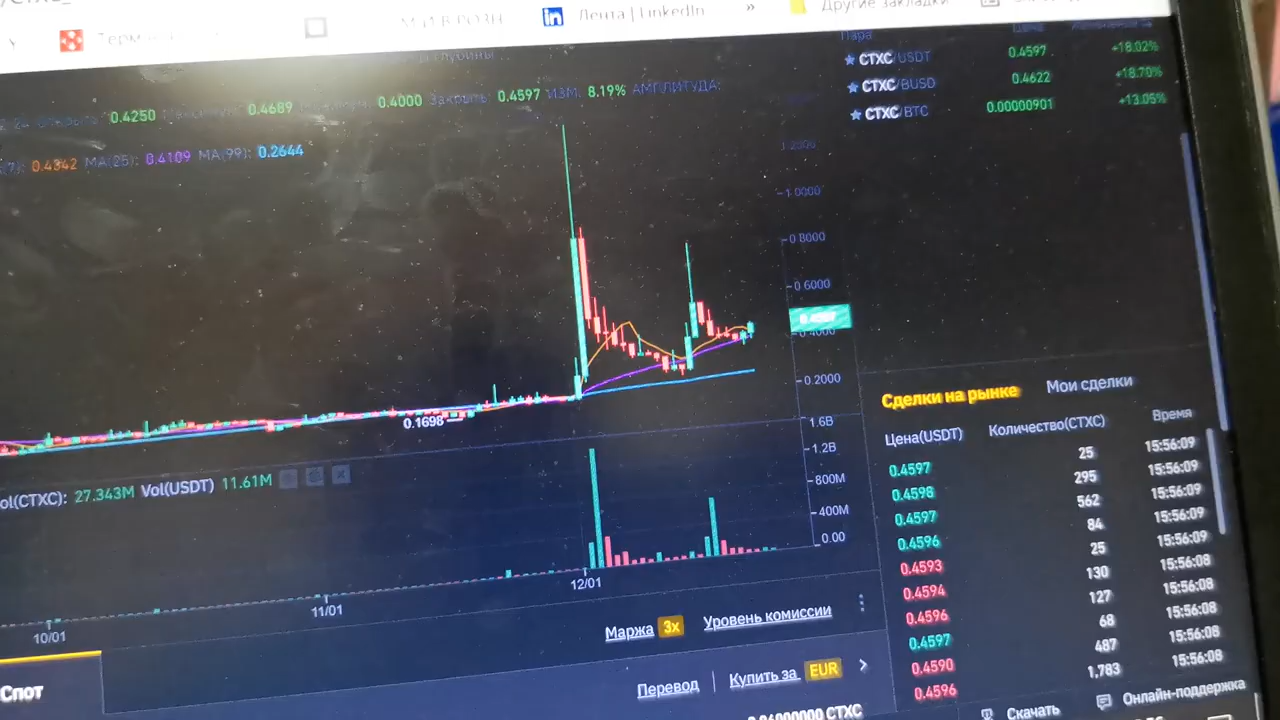 Лента | LinkedIn
»
Другие закладки
0.4250 0.4689 0.4000 Закрыть: 0.4597 ИЗМ: 8.19% АМПЛИТУДА:
0.4342 MA(25): 0.4109 MA(99): 0.2644
Пара
CTXC/USDT 0.4597 +18.02%
CTXC/BUSD 0.4622 +18.70%
CTXC/BTC 0.00000901 +13.05%
1.2000
1.0000
0.8000
0.6000
0.4597
0.4000
0.2000
0.1698
ol(CTXC): 27.343M Vol(USDT) 11.61M
1.6B
1.2B
800M
400M
0.00
10/01
11/01
12/01
Сделки на рынке Мои сделки
Цена(USDT) Количество(CTXC) Время
0.4597 25 15:56:09
0.4598 295 15:56:09
0.4597 562 15:56:09
0.4596 84 15:56:09
0.4593 25 15:56:09
0.4594 130 15:56:08
0.4596 127 15:56:08
0.4597 68 15:56:08
0.4590 487 15:56:08
0.4596 1,783 15:56:08
Маржа 3x Уровень комиссии
Спот
Перевод | Купить за EUR
CTXC
Скачать Онлайн-поддержка